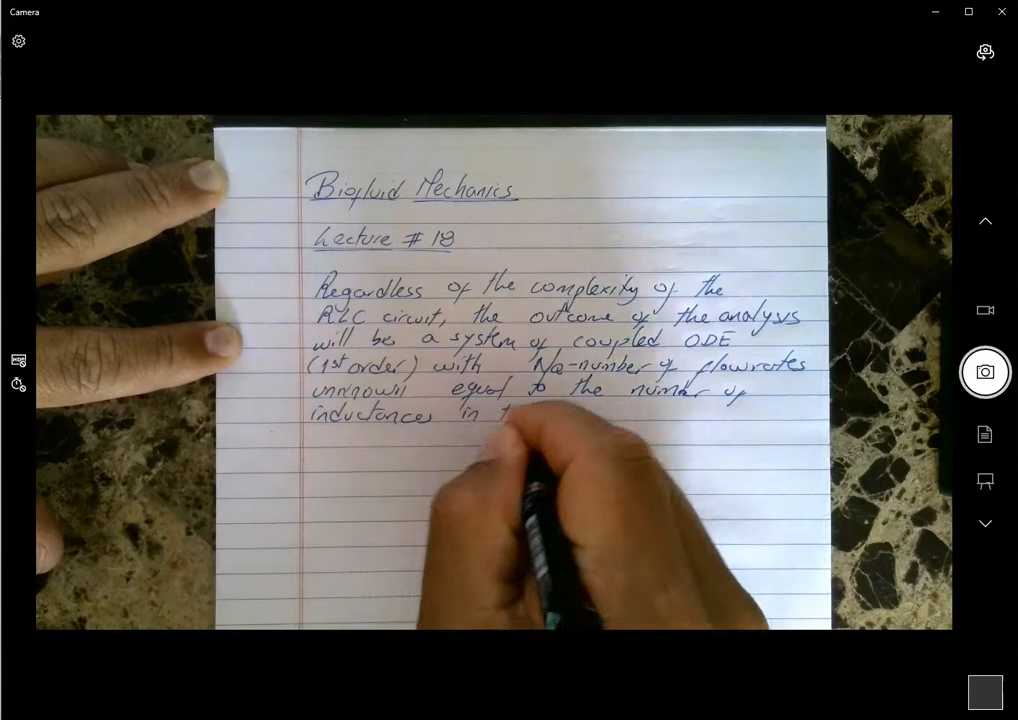 Camera
Biofluid Mechanics
Lecture # 18
Regardless of the complexity of the
RLC circuit, the outcome of the analysis
will be a system of coupled ODE
(1st order) with NQ-number of flowrates
unknown equal to the number of
inductances in t